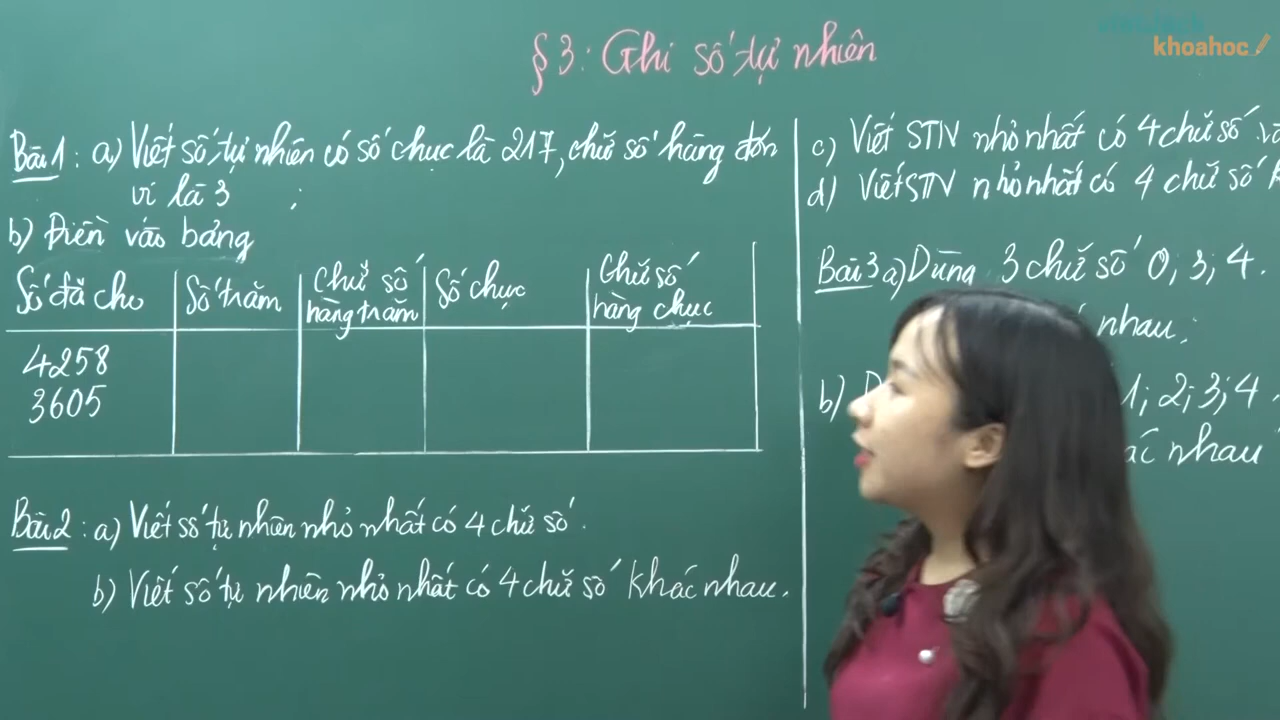 khoahoc
§3: Ghi số tự nhiên
Bài 1: a) Viết số tự nhiên có số chục là 217, chữ số hàng đơn
vị là 3 ;
b) Điền vào bảng
Số đã cho Số trăm Chữ số hàng trăm Số chục Chữ số hàng chục
4258
3605
Bài 2: a) Viết số tự nhiên nhỏ nhất có 4 chữ số.
b) Viết số tự nhiên nhỏ nhất có 4 chữ số khác nhau.
c) Viết STN nhỏ nhất có 4 chữ số
d) Viết STN nhỏ nhất có 4 chữ số
Bài 3 a) Dùng 3 chữ số 0; 3; 4.
nhau;
b) 1; 2; 3; 4
nhau